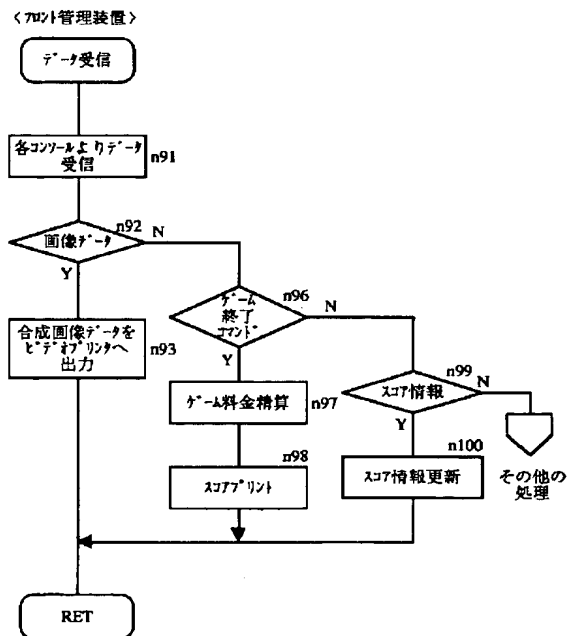 〈ﾌﾛﾝﾄ管理装置〉
ﾃﾞｰﾀ受信
各ｺﾝｿｰﾙよりﾃﾞｰﾀ
受信
n91
n92
画像ﾃﾞｰﾀ
N
Y
合成画像ﾃﾞｰﾀを
ﾋﾞﾃﾞｵﾌﾟﾘﾝﾀへ
出力
n93
n96
ｹﾞｰﾑ
終了
ｺﾏﾝﾄﾞ
N
Y
ｹﾞｰﾑ料金精算
n97
n98
ｽｺｱﾌﾟﾘﾝﾄ
n99
ｽｺｱ情報
N
Y
n100
ｽｺｱ情報更新
その他の
処理
RET